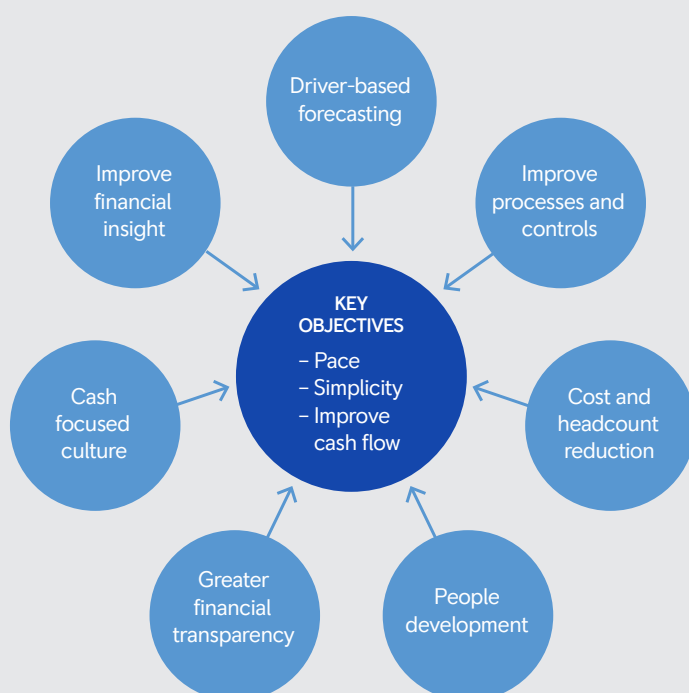 Driver-based
forecasting
Improve
financial
insight
Improve
processes and
controls
KEY
OBJECTIVES
– Pace
– Simplicity
– Improve
cash flow
Cash
focused
culture
Cost and
headcount
reduction
Greater
financial
transparency
People
development